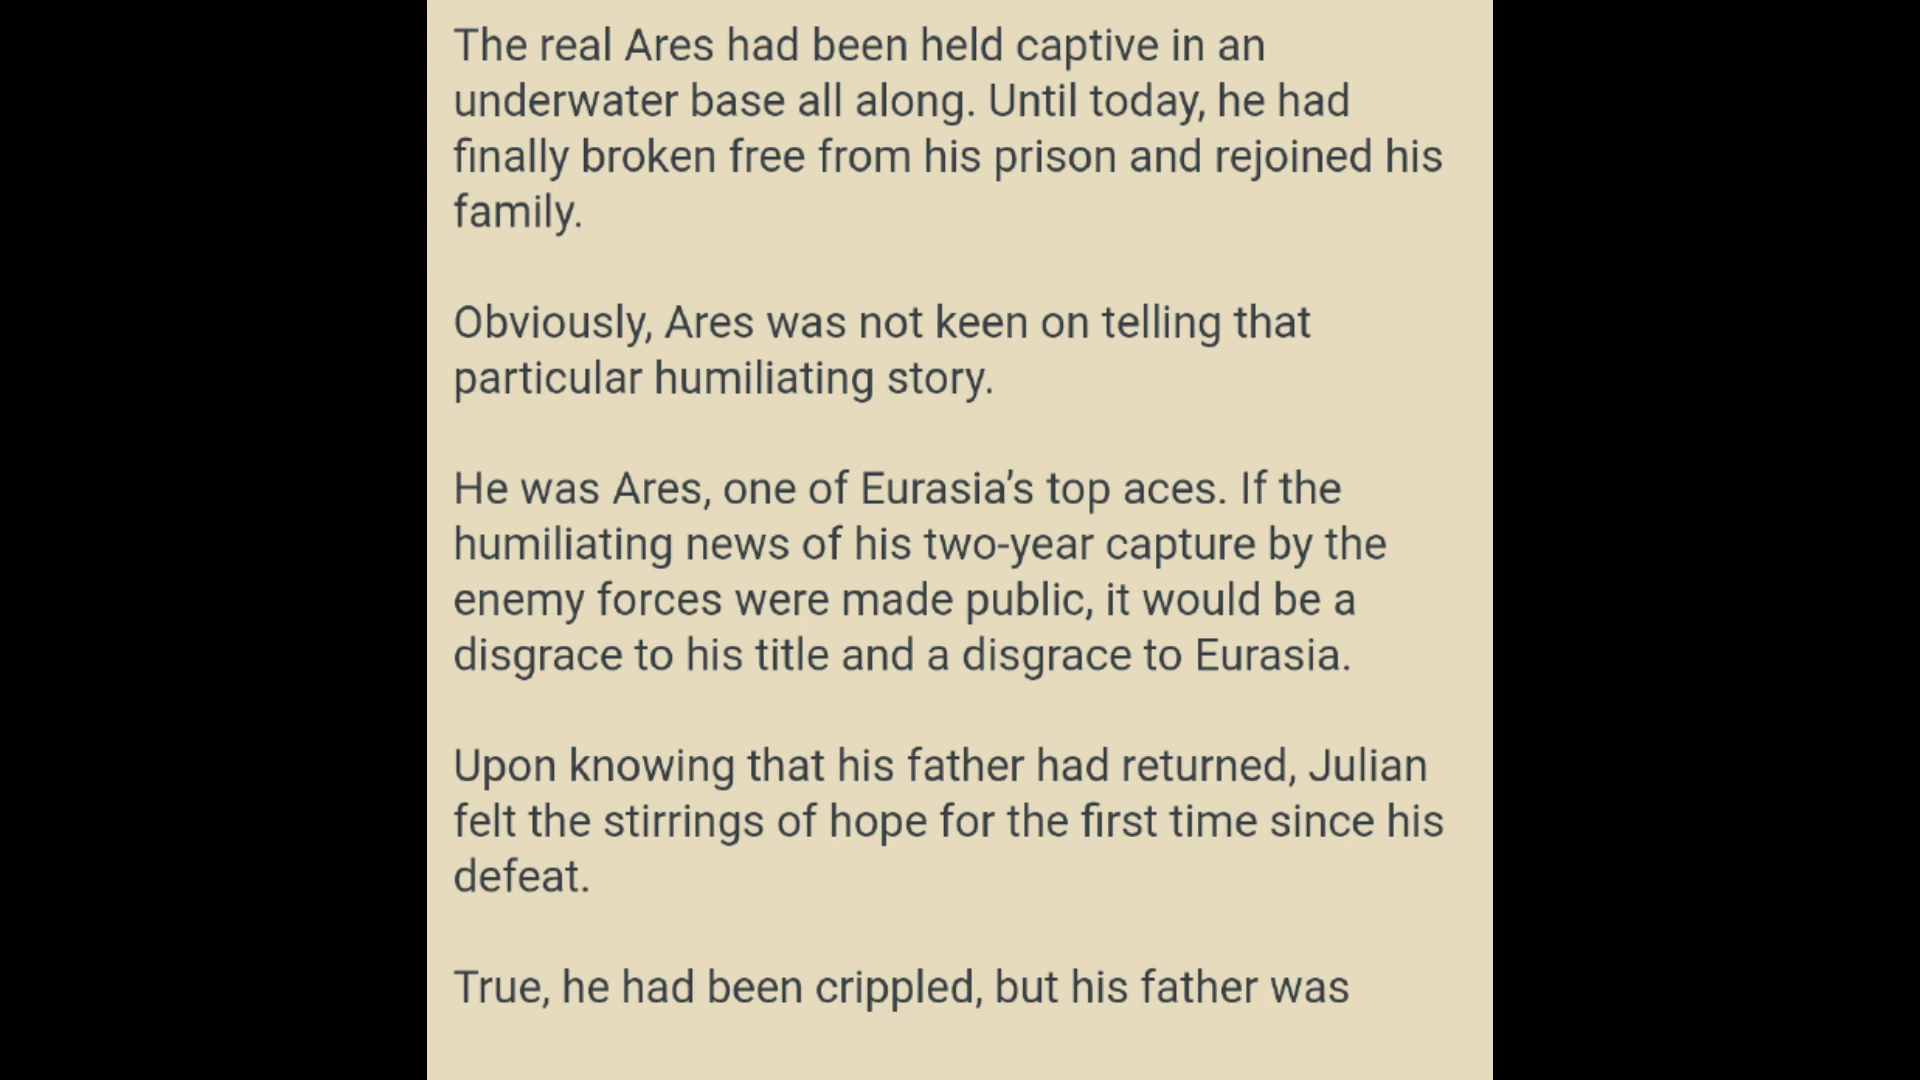 The real Ares had been held captive in an
underwater base all along. Until today, he had
finally broken free from his prison and rejoined his
family.
Obviously, Ares was not keen on telling that
particular humiliating story.
He was Ares, one of Eurasia’s top aces. If the
humiliating news of his two-year capture by the
enemy forces were made public, it would be a
disgrace to his title and a disgrace to Eurasia.
Upon knowing that his father had returned, Julian
felt the stirrings of hope for the first time since his
defeat.
True, he had been crippled, but his father was